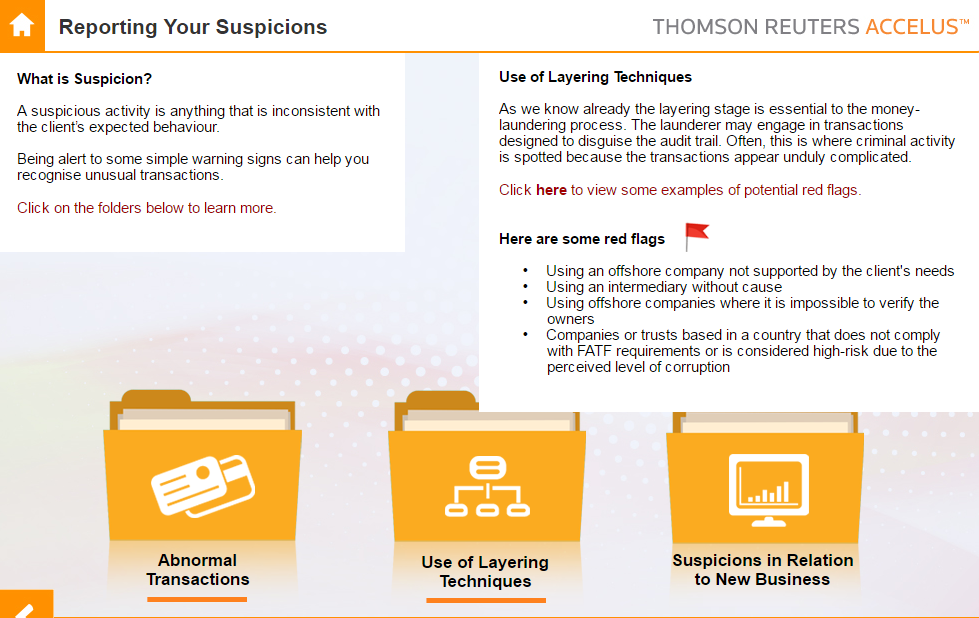 Reporting Your Suspicions
THOMSON REUTERS ACCELUS™
What is Suspicion?
A suspicious activity is anything that is inconsistent with
the client's expected behaviour.
Being alert to some simple warning signs can help you
recognise unusual transactions.
Click on the folders below to learn more.
Use of Layering Techniques
As we know already the layering stage is essential to the money-
laundering process. The launderer may engage in transactions
designed to disguise the audit trail. Often, this is where criminal activity
is spotted because the transactions appear unduly complicated.
Click here to view some examples of potential red flags.
Here are some red flags
• Using an offshore company not supported by the client's needs
• Using an intermediary without cause
• Using offshore companies where it is impossible to verify the
owners
• Companies or trusts based in a country that does not comply
with FATF requirements or is considered high-risk due to the
perceived level of corruption
Abnormal
Transactions
Use of Layering
Techniques
Suspicions in Relation
to New Business